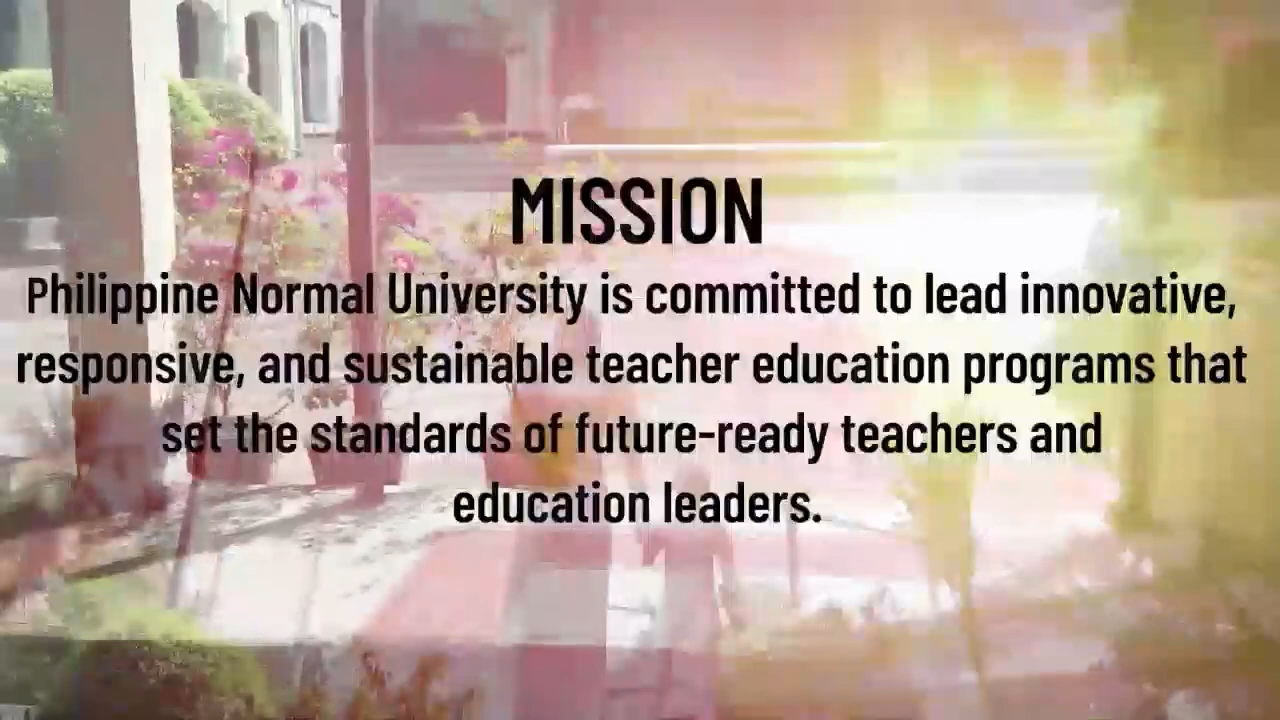 MISSION
Philippine Normal University is committed to lead innovative,
responsive, and sustainable teacher education programs that
set the standards of future-ready teachers and
education leaders.